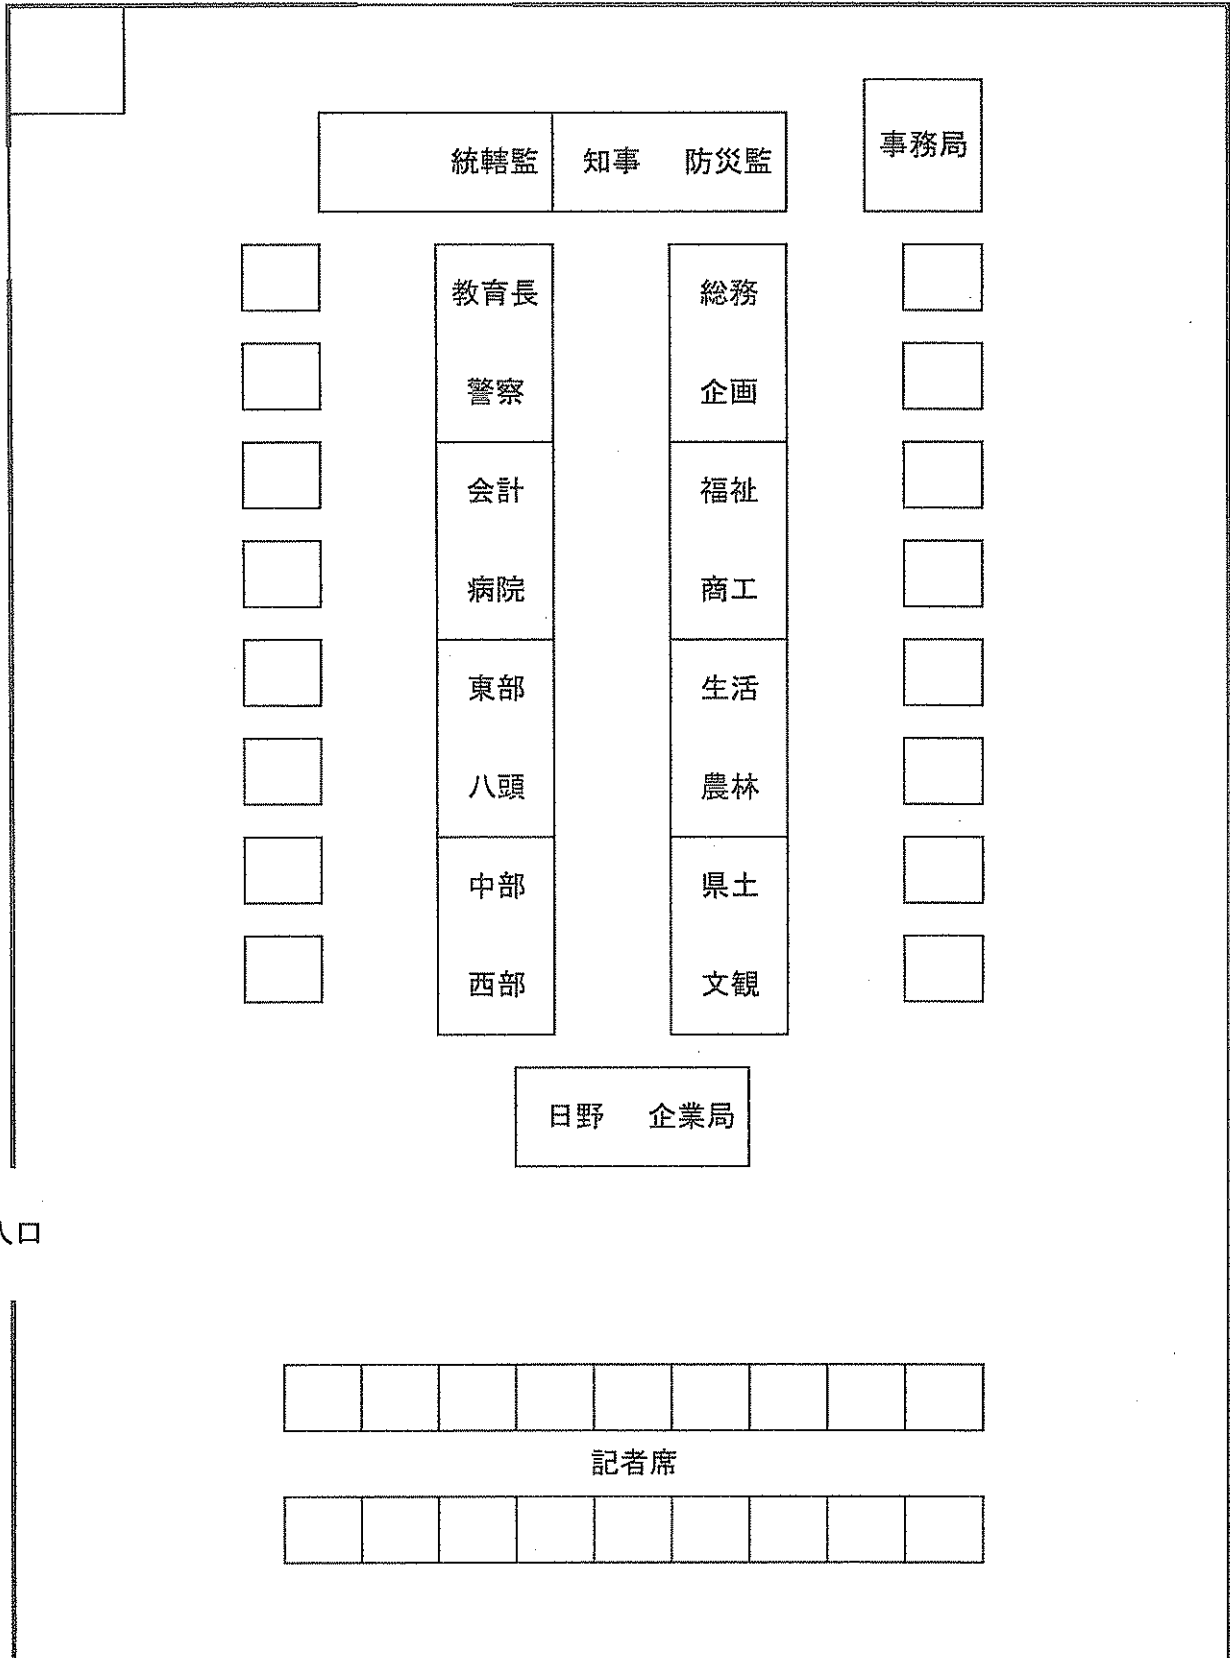 統轄監 知事 防災監
事務局
教育長 総務
警察 企画
会計 福祉
病院 商工
東部 生活
八頭 農林
中部 県土
西部 文観
日野 企業局
入口
記者席